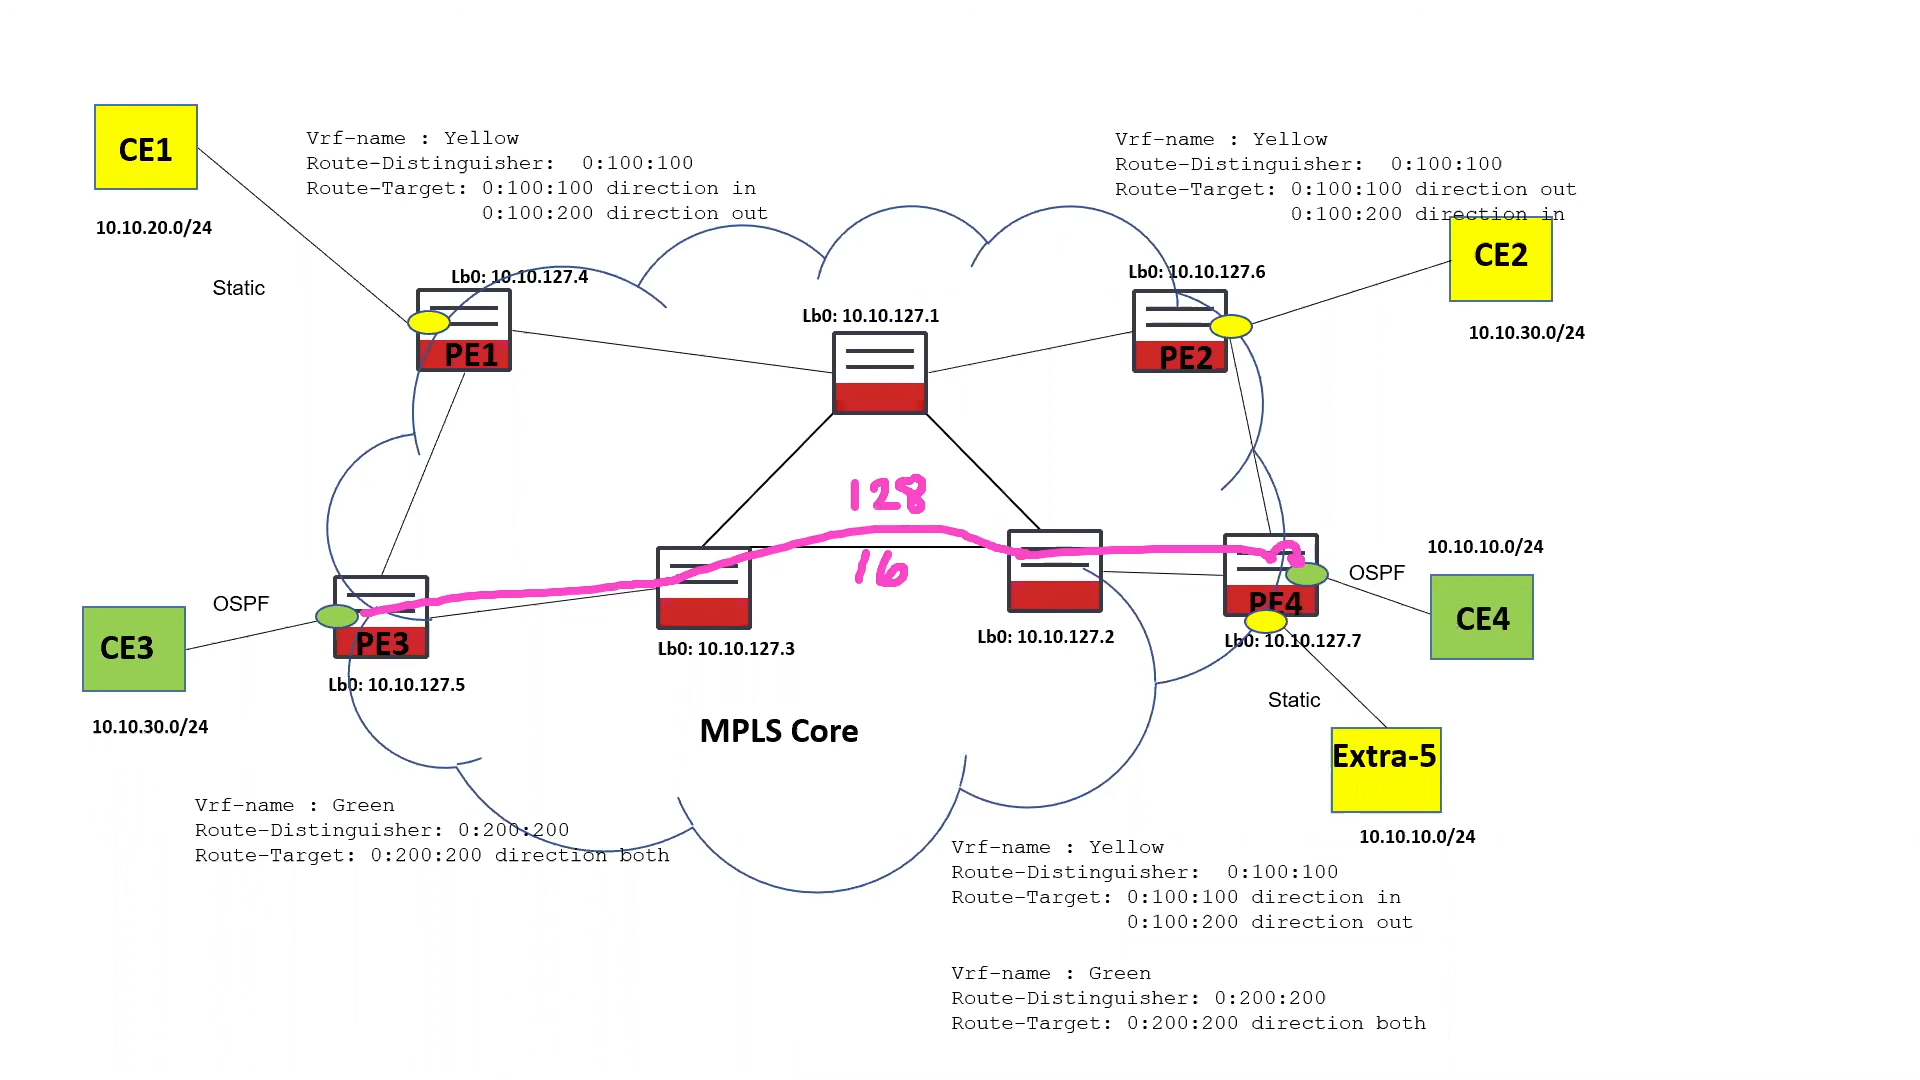 CE1
10.10.20.0/24
Vrf-name : Yellow
Route-Distinguisher:  0:100:100
Route-Target: 0:100:100 direction in
0:100:200 direction out
Vrf-name : Yellow
Route-Distinguisher:  0:100:100
Route-Target: 0:100:100 direction out
0:100:200 direction in
CE2
10.10.30.0/24
Static
Lb0: 10.10.127.4
PE1
Lb0: 10.10.127.1
Lb0: 10.10.127.6
PE2
128
16
OSPF
CE3
10.10.30.0/24
PE3
Lb0: 10.10.127.5
Lb0: 10.10.127.3
Lb0: 10.10.127.2
PE4
Lb0: 10.10.127.7
10.10.10.0/24
OSPF
CE4
Static
Extra-5
10.10.10.0/24
MPLS Core
Vrf-name : Green
Route-Distinguisher: 0:200:200
Route-Target: 0:200:200 direction both
Vrf-name : Yellow
Route-Distinguisher:  0:100:100
Route-Target: 0:100:100 direction in
0:100:200 direction out
Vrf-name : Green
Route-Distinguisher: 0:200:200
Route-Target: 0:200:200 direction both